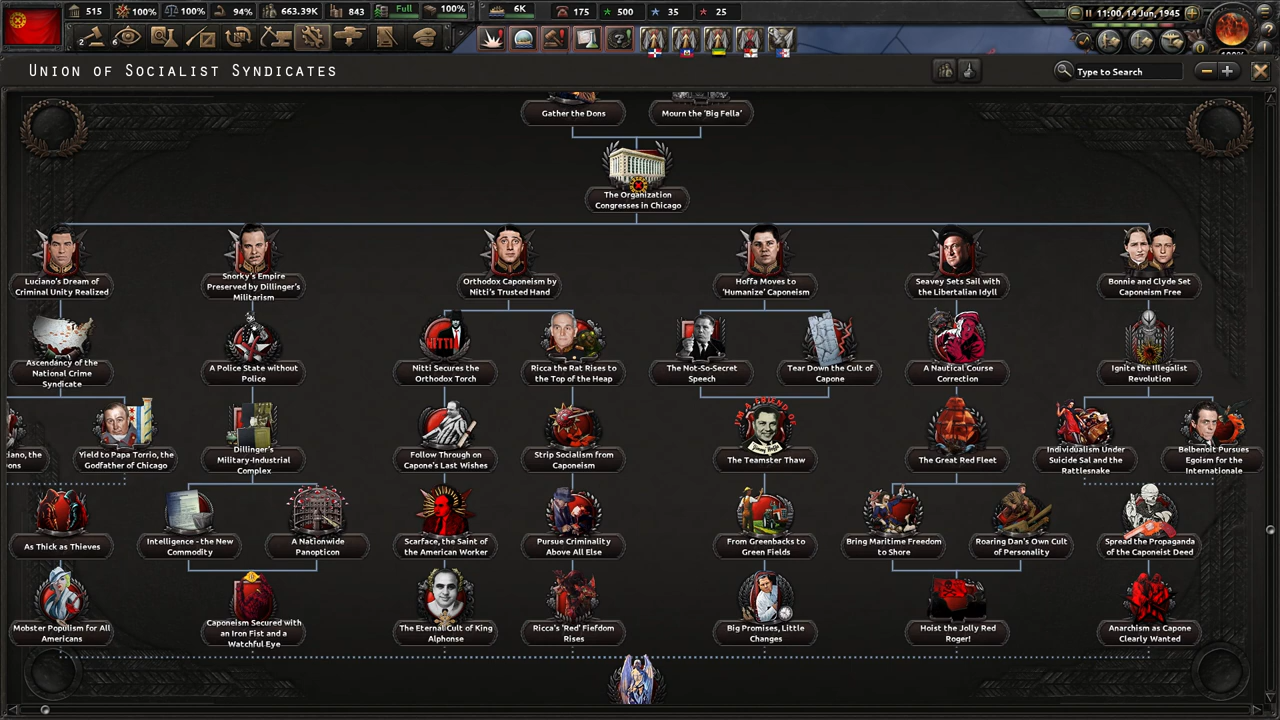 515 100% 100% 94% 663.39K 843 Full 100% 6K 175 500 35 25 11:00, 14 Jun, 1945
2 6 0
100%
UNION OF SOCIALIST SYNDICATES
Type to Search
Gather the Dons
Mourn the 'Big Fella'
The Organization
Congresses in Chicago
Luciano's Dream of
Criminal Unity Realized
Snorky's Empire
Preserved by Dillinger's
Militarism
Orthodox Caponeism by
Nitti's Trusted Hand
Hoffa Moves to
'Humanize' Caponeism
Seavey Sets Sail with
the Libertalian Idyll
Bonnie and Clyde Set
Caponeism Free
NITTI
Ascendancy of the
National Crime
Syndicate
A Police State without
Police
Nitti Secures the
Orthodox Torch
Ricca the Rat Rises to
the Top of the Heap
The Not-So-Secret
Speech
Tear Down the Cult of
Capone
A Nautical Course
Correction
Ignite the Illegalist
Revolution
ciano, the
ons
Yield to Papa Torrio, the
Godfather of Chicago
Dillinger's
Military-Industrial
Complex
Follow Through on
Capone's Last Wishes
Strip Socialism from
Caponeism
The Teamster Thaw
The Great Red Fleet
Individualism Under
Suicide Sal and the
Rattlesnake
Belbenoit Pursues
Egoism for the
Internationale
As Thick as Thieves
Intelligence - the New
Commodity
A Nationwide
Panopticon
Scarface, the Saint of
the American Worker
Pursue Criminality
Above All Else
From Greenbacks to
Green Fields
Bring Maritime Freedom
to Shore
Roaring Dan's Own Cult
of Personality
Spread the Propaganda
of the Caponeist Deed
Mobster Populism for All
Americans
Caponeism Secured with
an Iron Fist and a
Watchful Eye
The Eternal Cult of King
Alphonse
Ricca's 'Red' Fiefdom
Rises
Big Promises, Little
Changes
Hoist the Jolly Red
Roger!
Anarchism as Capone
Clearly Wanted